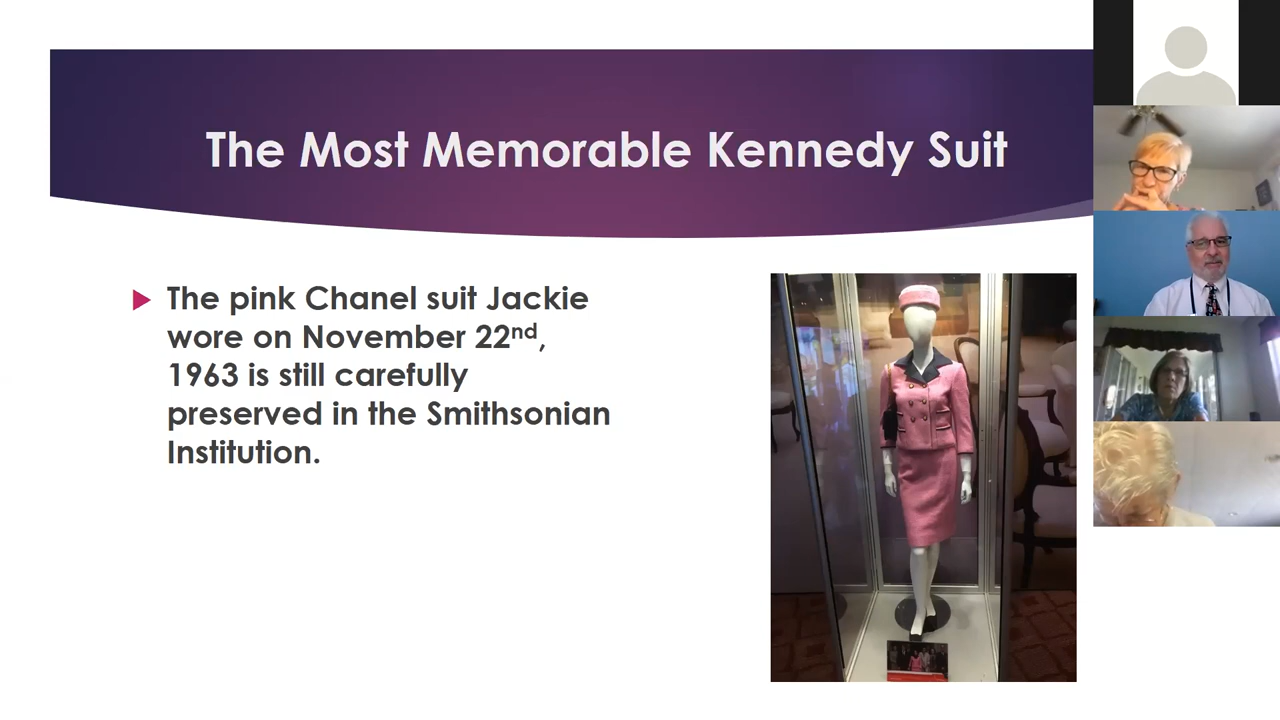 The Most Memorable Kennedy Suit
The pink Chanel suit Jackie
wore on November 22nd,
1963 is still carefully
preserved in the Smithsonian
Institution.